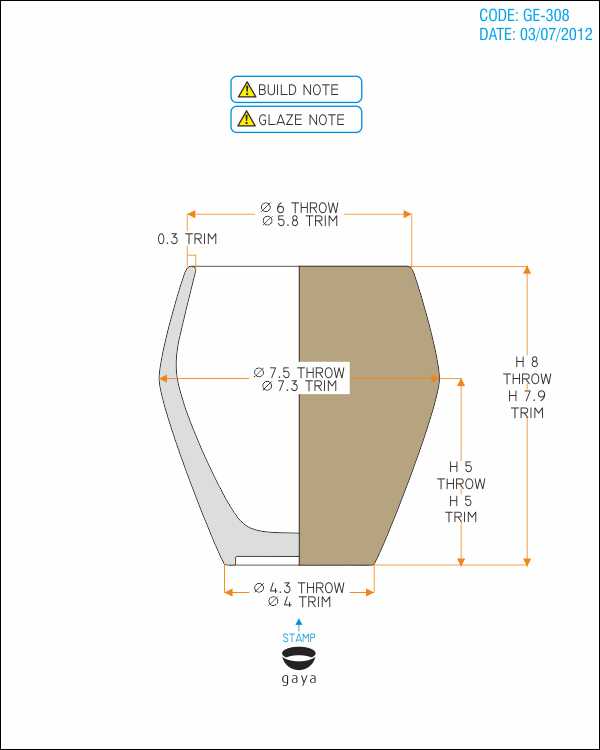 CODE: GE-308
DATE: 03/07/2012
BUILD NOTE
GLAZE NOTE
Ø 6 THROW
Ø 5.8 TRIM
0.3 TRIM
Ø 7.5 THROW
Ø 7.3 TRIM
H 8
THROW
H 7.9
TRIM
H 5
THROW
H 5
TRIM
Ø 4.3 THROW
Ø 4 TRIM
STAMP
gaya